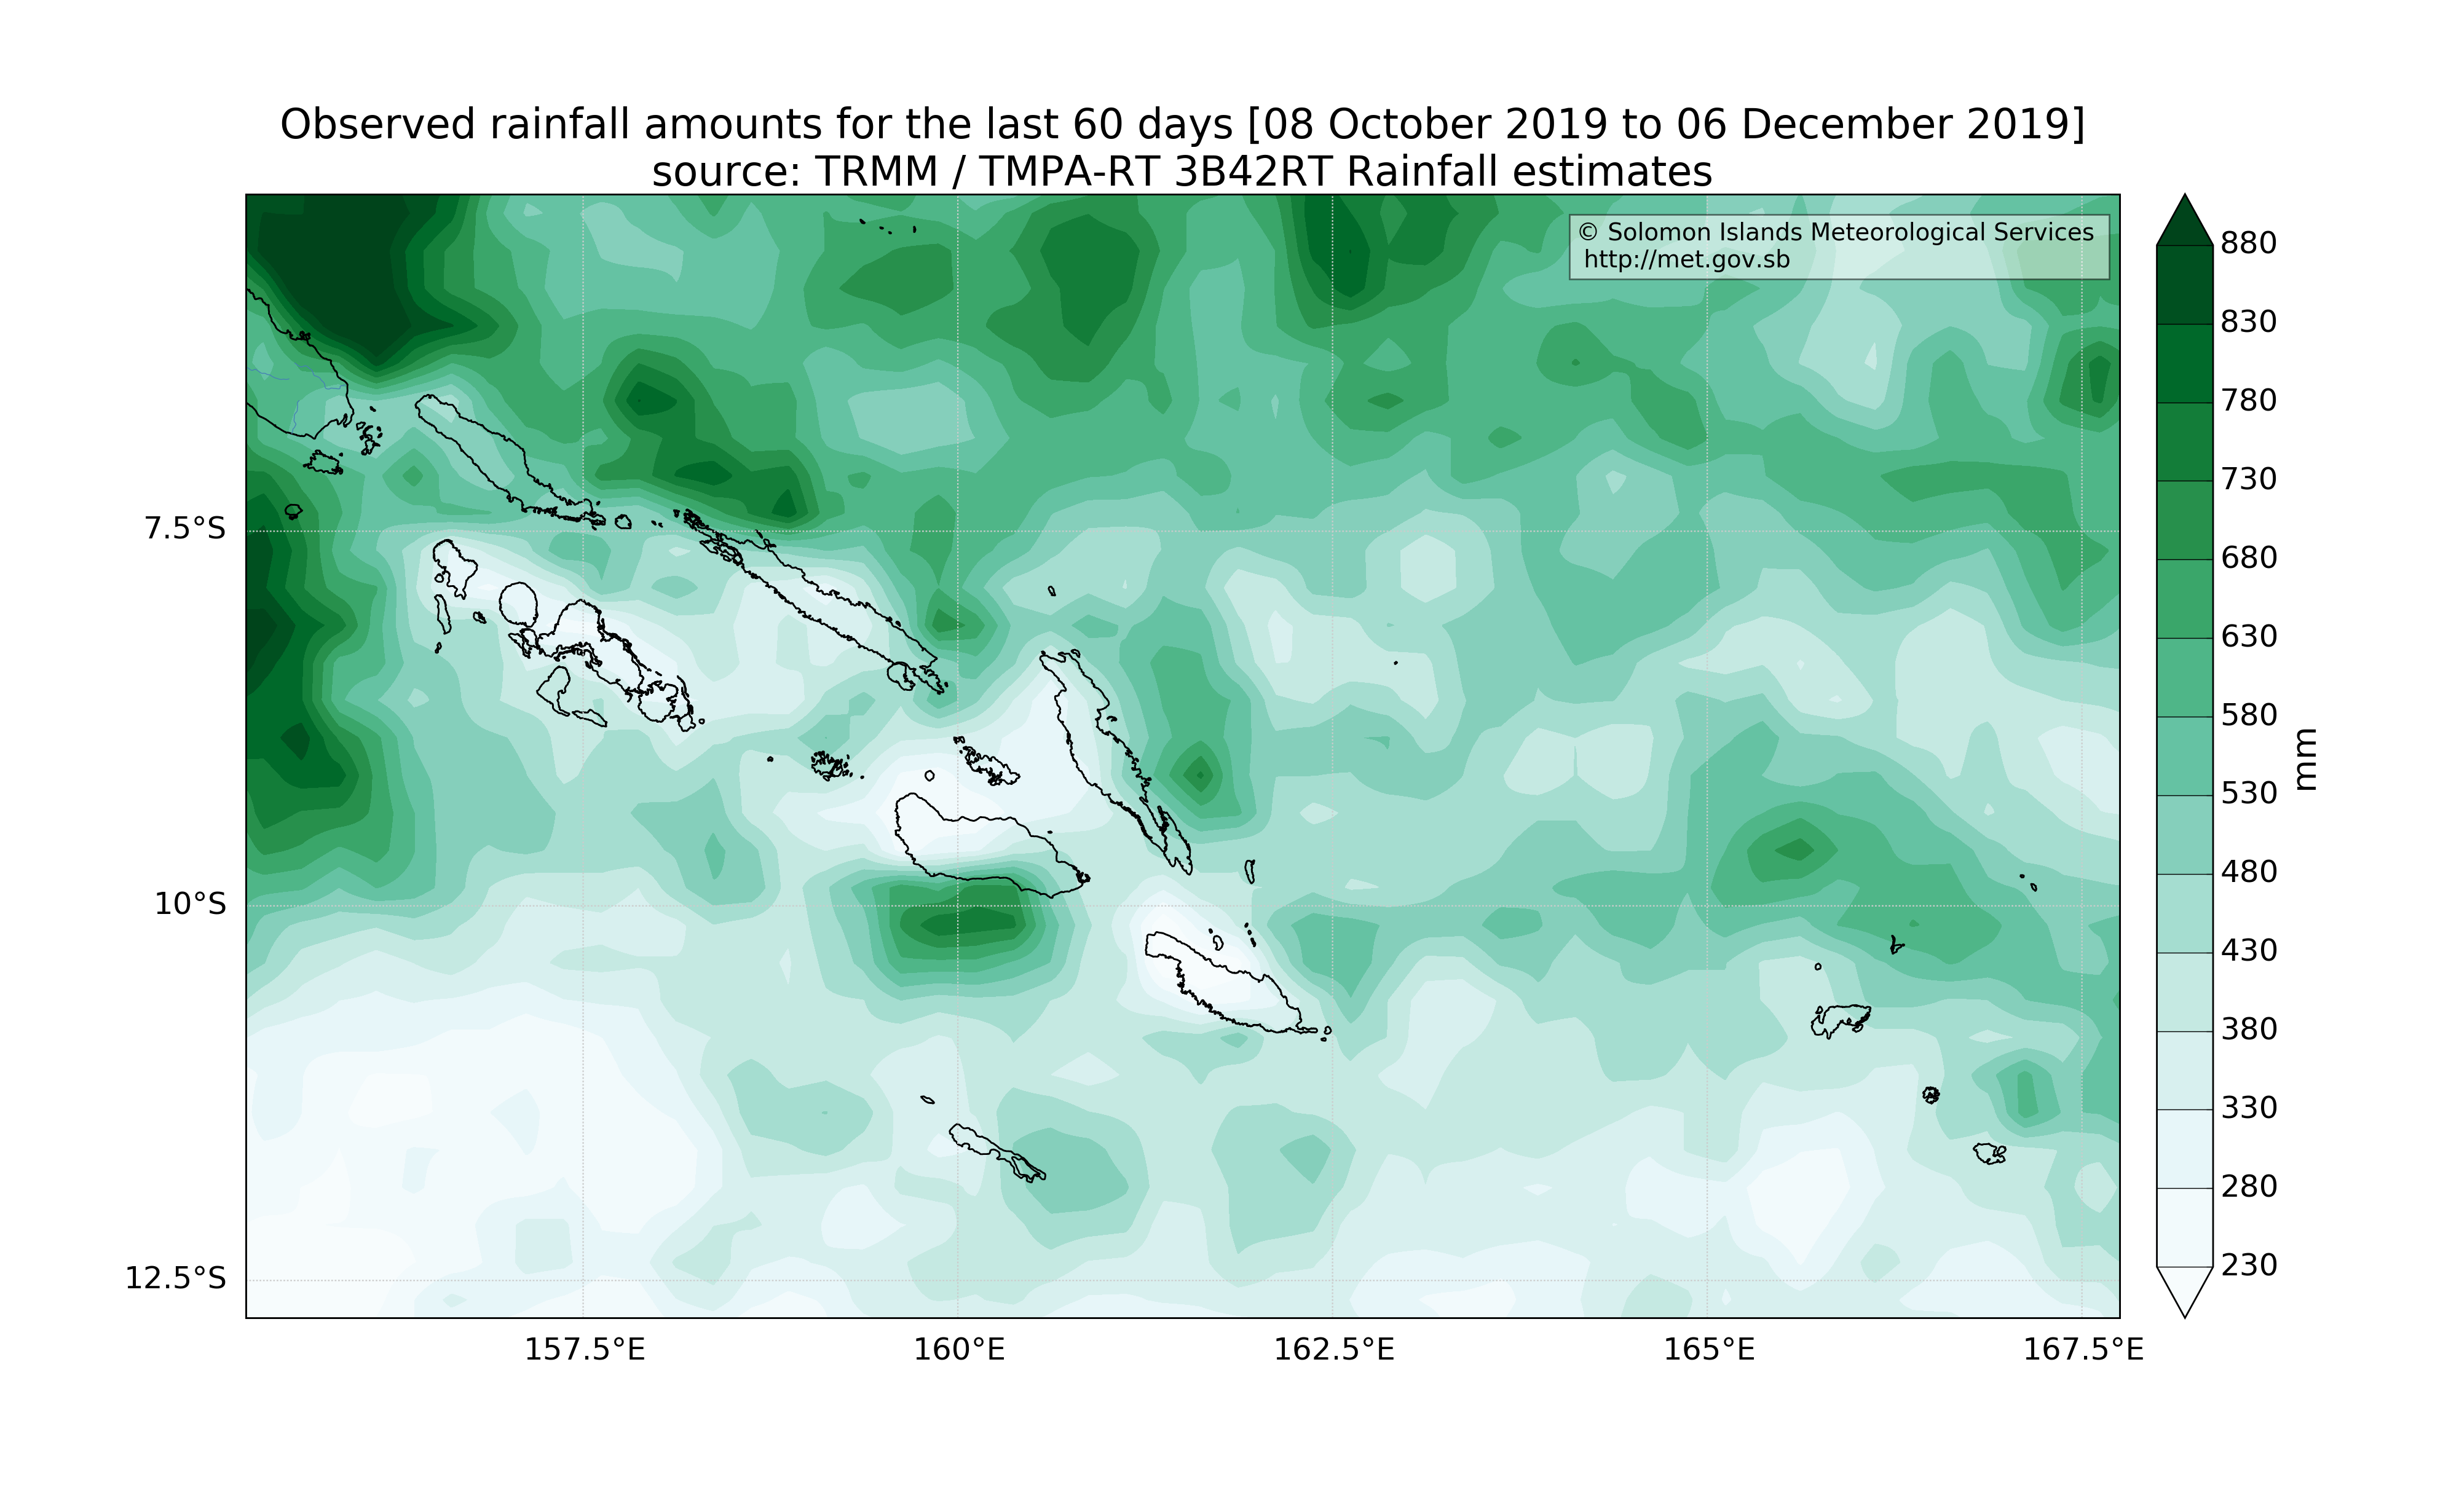 Observed rainfall amounts for the last 60 days [08 October 2019 to 06 December 2019]
source: TRMM / TMPA-RT 3B42RT Rainfall estimates
© Solomon Islands Meteorological Services
http://met.gov.sb
7.5°S
10°S
12.5°S
157.5°E
160°E
162.5°E
165°E
167.5°E
880
830
780
730
680
630
580
530
480
430
380
330
280
230
mm